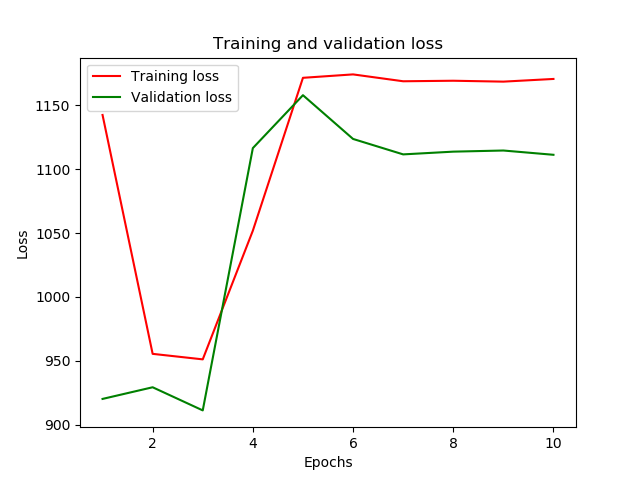 Training and validation loss
Training loss
Validation loss
1150
1100
1050
1000
950
900
Loss
2 4 6 8 10
Epochs